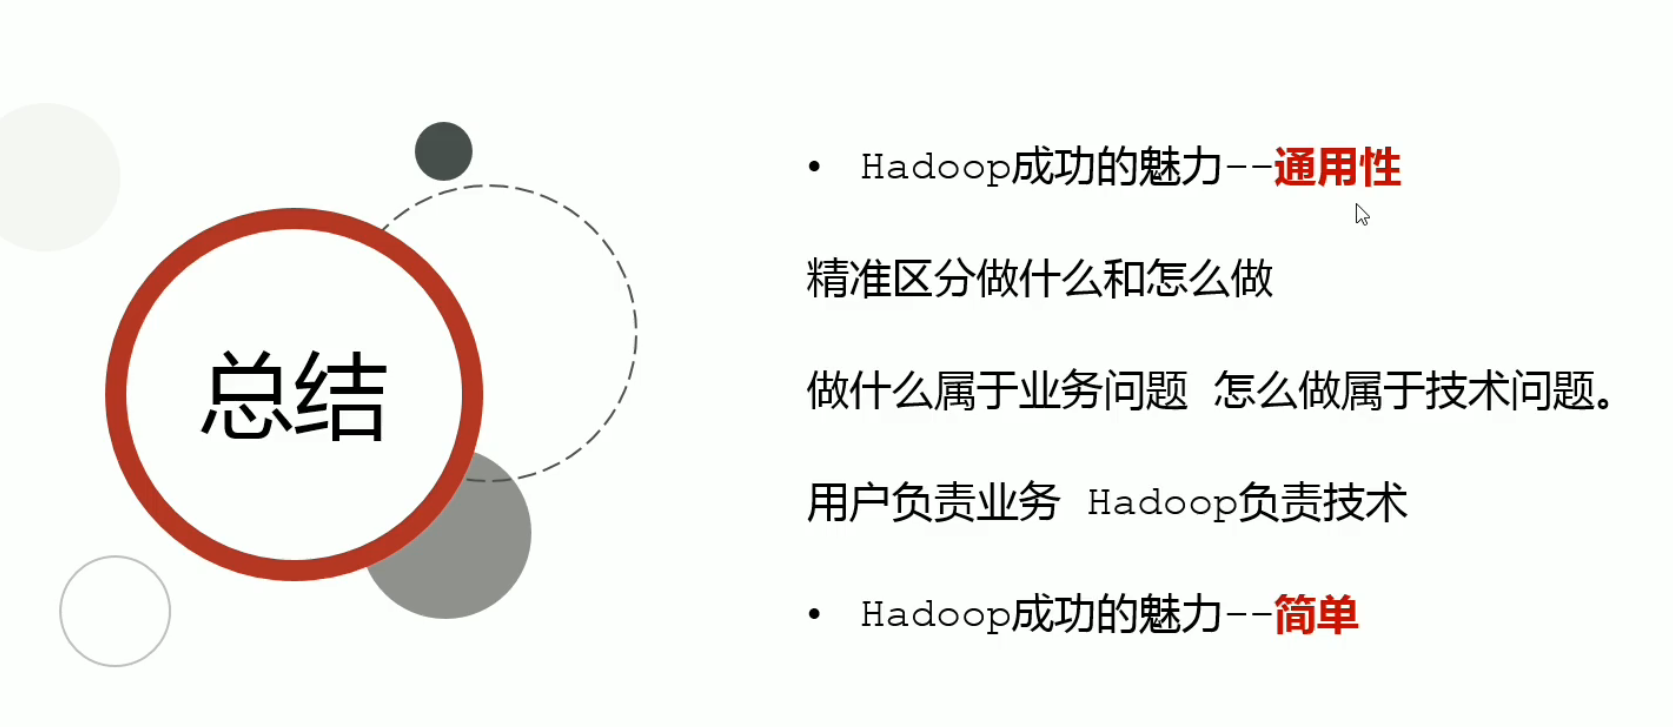 总结
• Hadoop成功的魅力--通用性
精准区分做什么和怎么做
做什么属于业务问题 怎么做属于技术问题。
用户负责业务 Hadoop负责技术
• Hadoop成功的魅力--简单